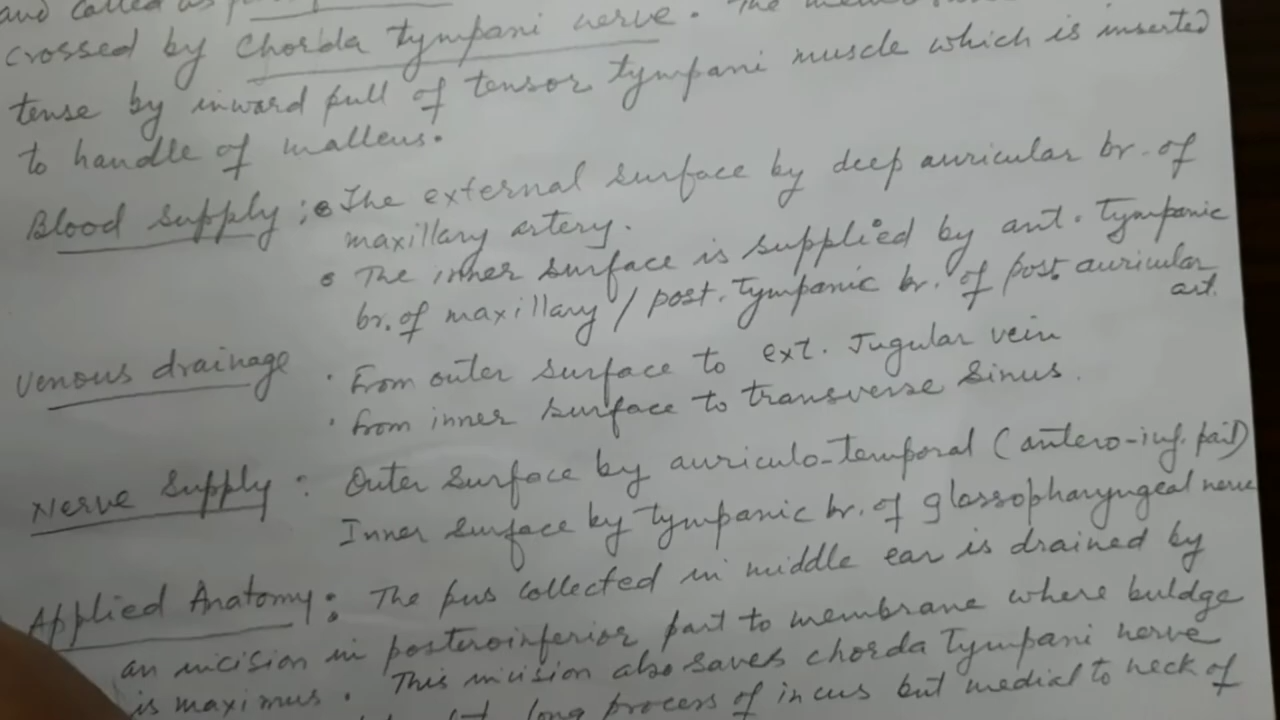 and called as
crossed by Chorda tympani nerve. The
tense by inward pull of tensor tympani muscle which is inserted
to handle of malleus.
Blood supply: • The external surface by deep auricular br. of
maxillary artery.
• The inner surface is supplied by ant. Tympanic
br. of maxillary / post. Tympanic br. of post. auricular
art.
Venous drainage • From outer surface to ext. Jugular vein
• from inner surface to transverse sinus.
Nerve Supply: Outer surface by auriculo-temporal (antero-inf. part)
Inner surface by tympanic br. of glossopharyngeal nerve
Applied Anatomy: The pus collected in middle ear is drained by
an incision in posteroinferior part to membrane where buldge
is maximus. This incision also saves chorda Tympani nerve
long process of incus but medial to neck of